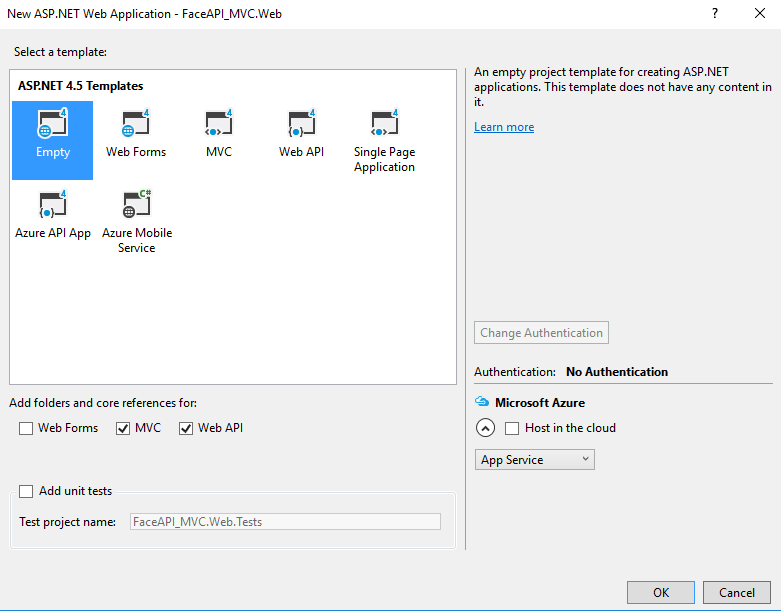 New ASP.NET Web Application - FaceAPI_MVC.Web
?
Select a template:
ASP.NET 4.5 Templates
4
Empty
4
Web Forms
4
MVC
4
Web API
4
Single Page
Application
4
Azure API App
C#
Azure Mobile
Service
An empty project template for creating ASP.NET
applications. This template does not have any content in
it.
Learn more
Change Authentication
Authentication: No Authentication
Microsoft Azure
Host in the cloud
App Service
Add folders and core references for:
Web Forms
MVC
Web API
Add unit tests
Test project name: FaceAPI_MVC.Web.Tests
OK
Cancel